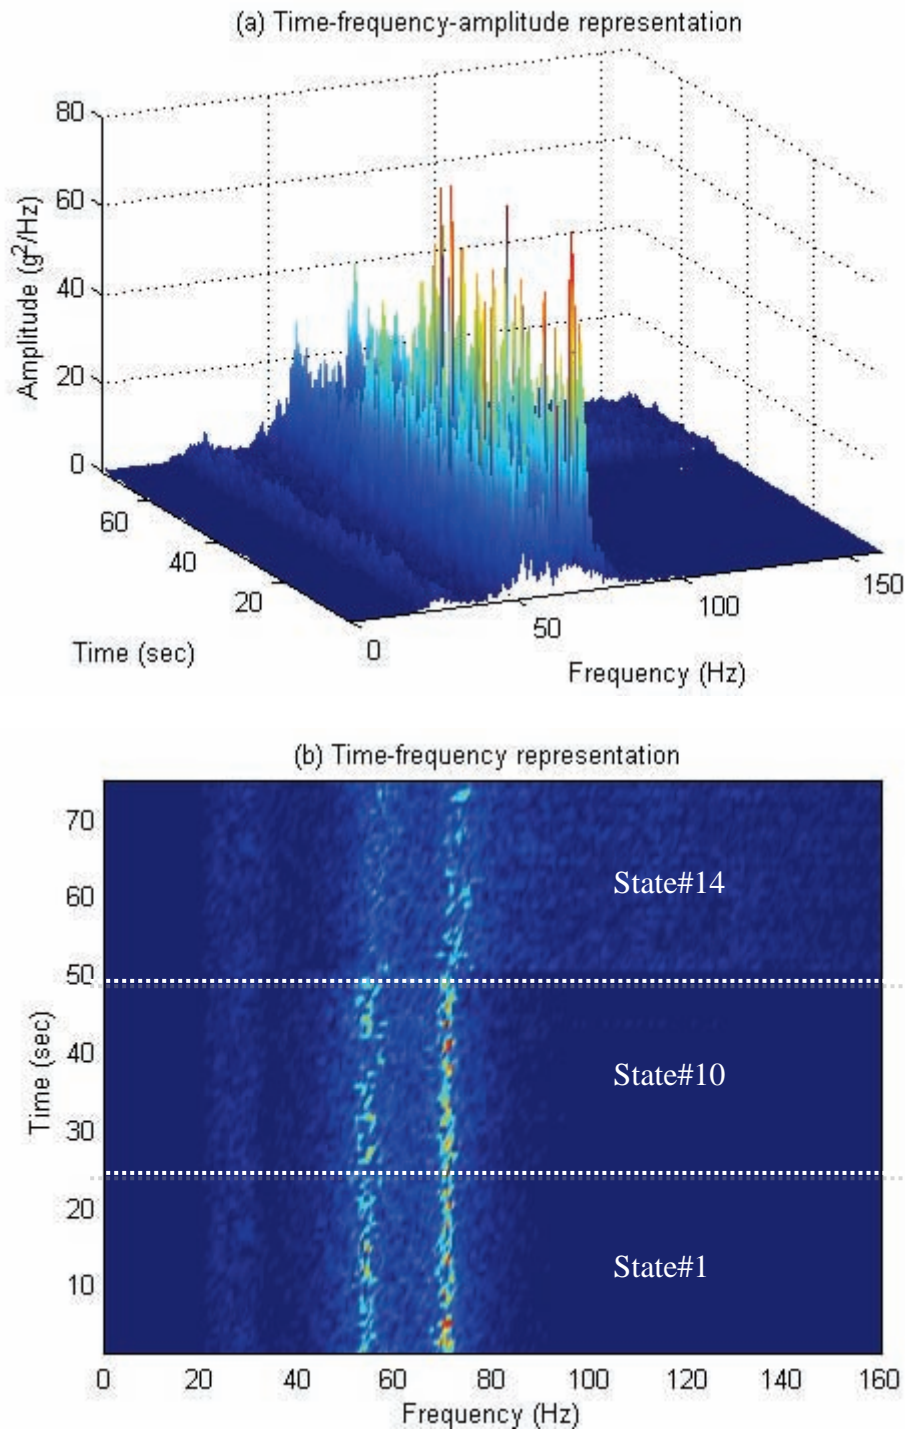 (a) Time-frequency-amplitude representation
80
60
40
20
0
Amplitude (g²/Hz)
60
40
20
Time (sec)
0
50
100
150
Frequency (Hz)
(b) Time-frequency representation
70
60
50
40
30
20
10
Time (sec)
State#14
State#10
State#1
0
20
40
60
80
100
120
140
160
Frequency (Hz)